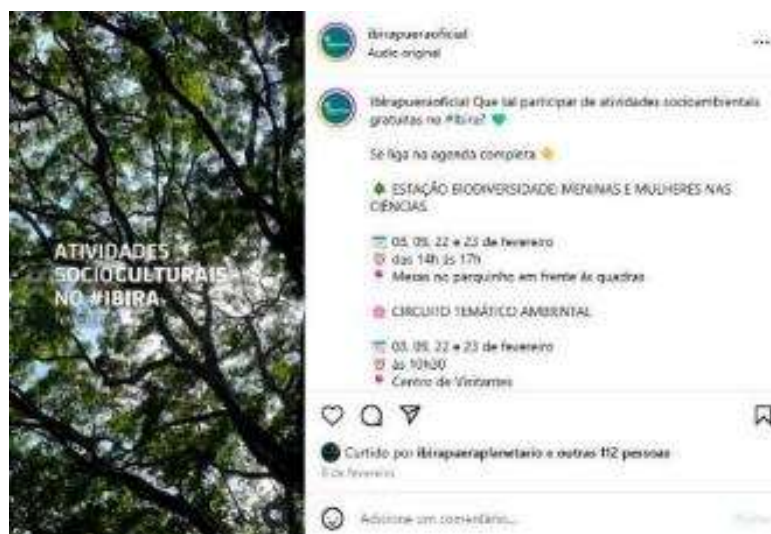 ibirapueraoficial
Áudio original
ibirapueraoficial Que tal participar de atividades socioambientais
gratuitas no #Ibira?
Se liga na agenda completa
ESTAÇÃO BIODIVERSIDADE: MENINAS E MULHERES NAS
CIÊNCIAS
09, 22 e 23 de fevereiro
das 14h às 17h
Mesas no parquinho em frente às quadras
CIRCUITO TEMÁTICO AMBIENTAL
09, 22 e 23 de fevereiro
às 10h30
Centro de Visitantes
ATIVIDADES
SOCIOCULTURAIS
NO #IBIRA
Curtido por ibirapueraplanetario e outras 112 pessoas
de fevereiro
Adicione um comentário...